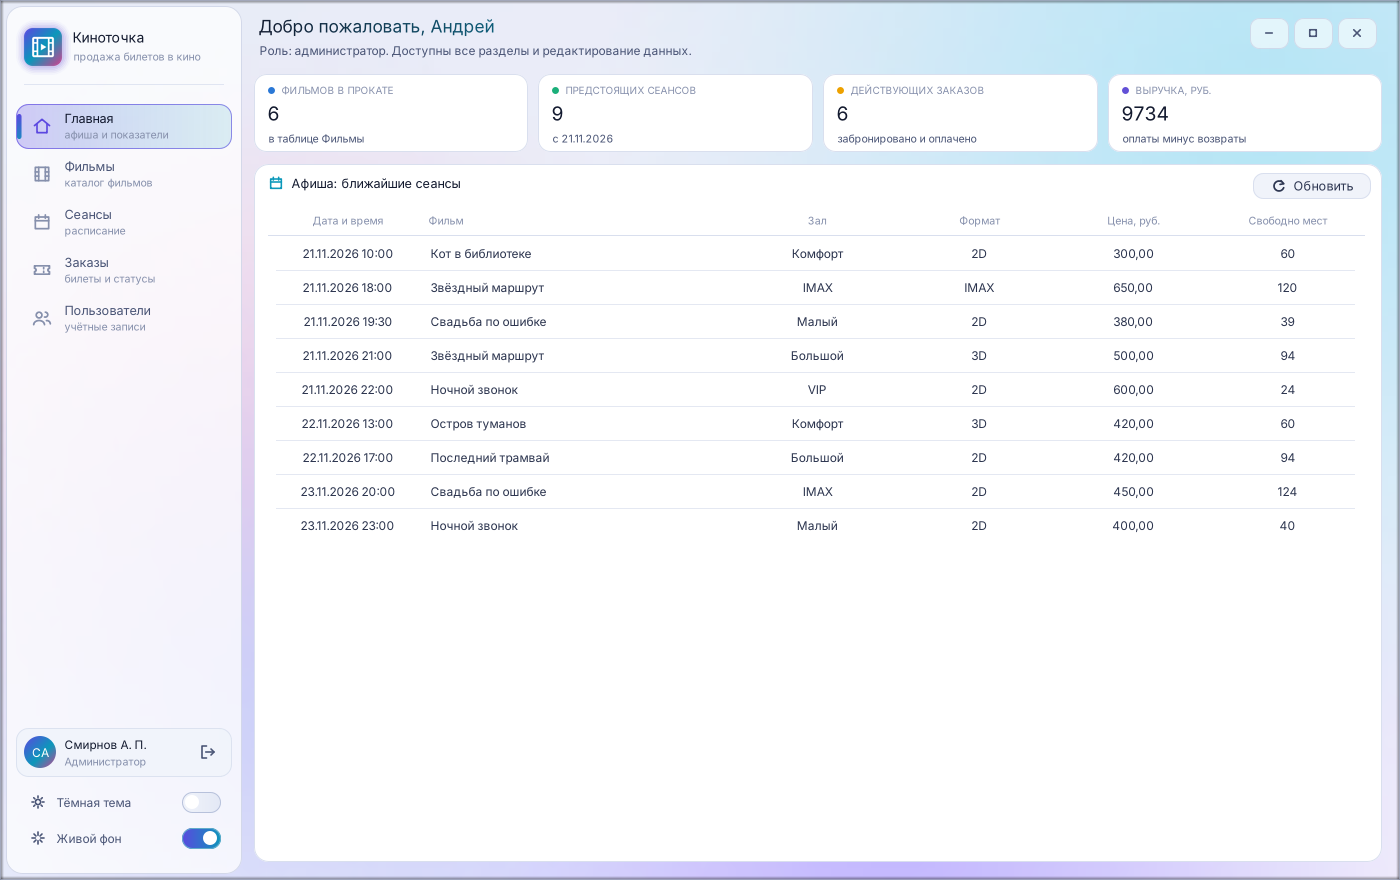 Киноточка
продажа билетов в кино
Главная
афиша и показатели
Фильмы
каталог фильмов
Сеансы
расписание
Заказы
билеты и статусы
Пользователи
учётные записи
СА
Смирнов А. П.
Администратор
Тёмная тема
Живой фон
Добро пожаловать, Андрей
Роль: администратор. Доступны все разделы и редактирование данных.
ФИЛЬМОВ В ПРОКАТЕ
6
в таблице Фильмы
ПРЕДСТОЯЩИХ СЕАНСОВ
9
с 21.11.2026
ДЕЙСТВУЮЩИХ ЗАКАЗОВ
6
забронировано и оплачено
ВЫРУЧКА, РУБ.
9734
оплаты минус возвраты
Афиша: ближайшие сеансы
Обновить
Дата и время Фильм Зал Формат Цена, руб. Свободно мест
21.11.2026 10:00 Кот в библиотеке Комфорт 2D 300,00 60
21.11.2026 18:00 Звёздный маршрут IMAX IMAX 650,00 120
21.11.2026 19:30 Свадьба по ошибке Малый 2D 380,00 39
21.11.2026 21:00 Звёздный маршрут Большой 3D 500,00 94
21.11.2026 22:00 Ночной звонок VIP 2D 600,00 24
22.11.2026 13:00 Остров туманов Комфорт 3D 420,00 60
22.11.2026 17:00 Последний трамвай Большой 2D 420,00 94
23.11.2026 20:00 Свадьба по ошибке IMAX 2D 450,00 124
23.11.2026 23:00 Ночной звонок Малый 2D 400,00 40